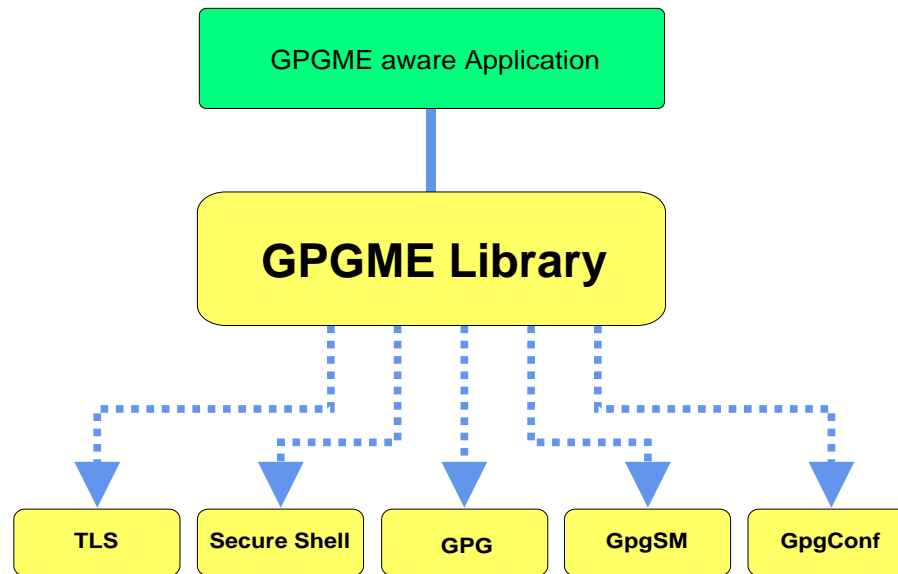 GPGME aware Application
GPGME Library
TLS
Secure Shell
GPG
GpgSM
GpgConf